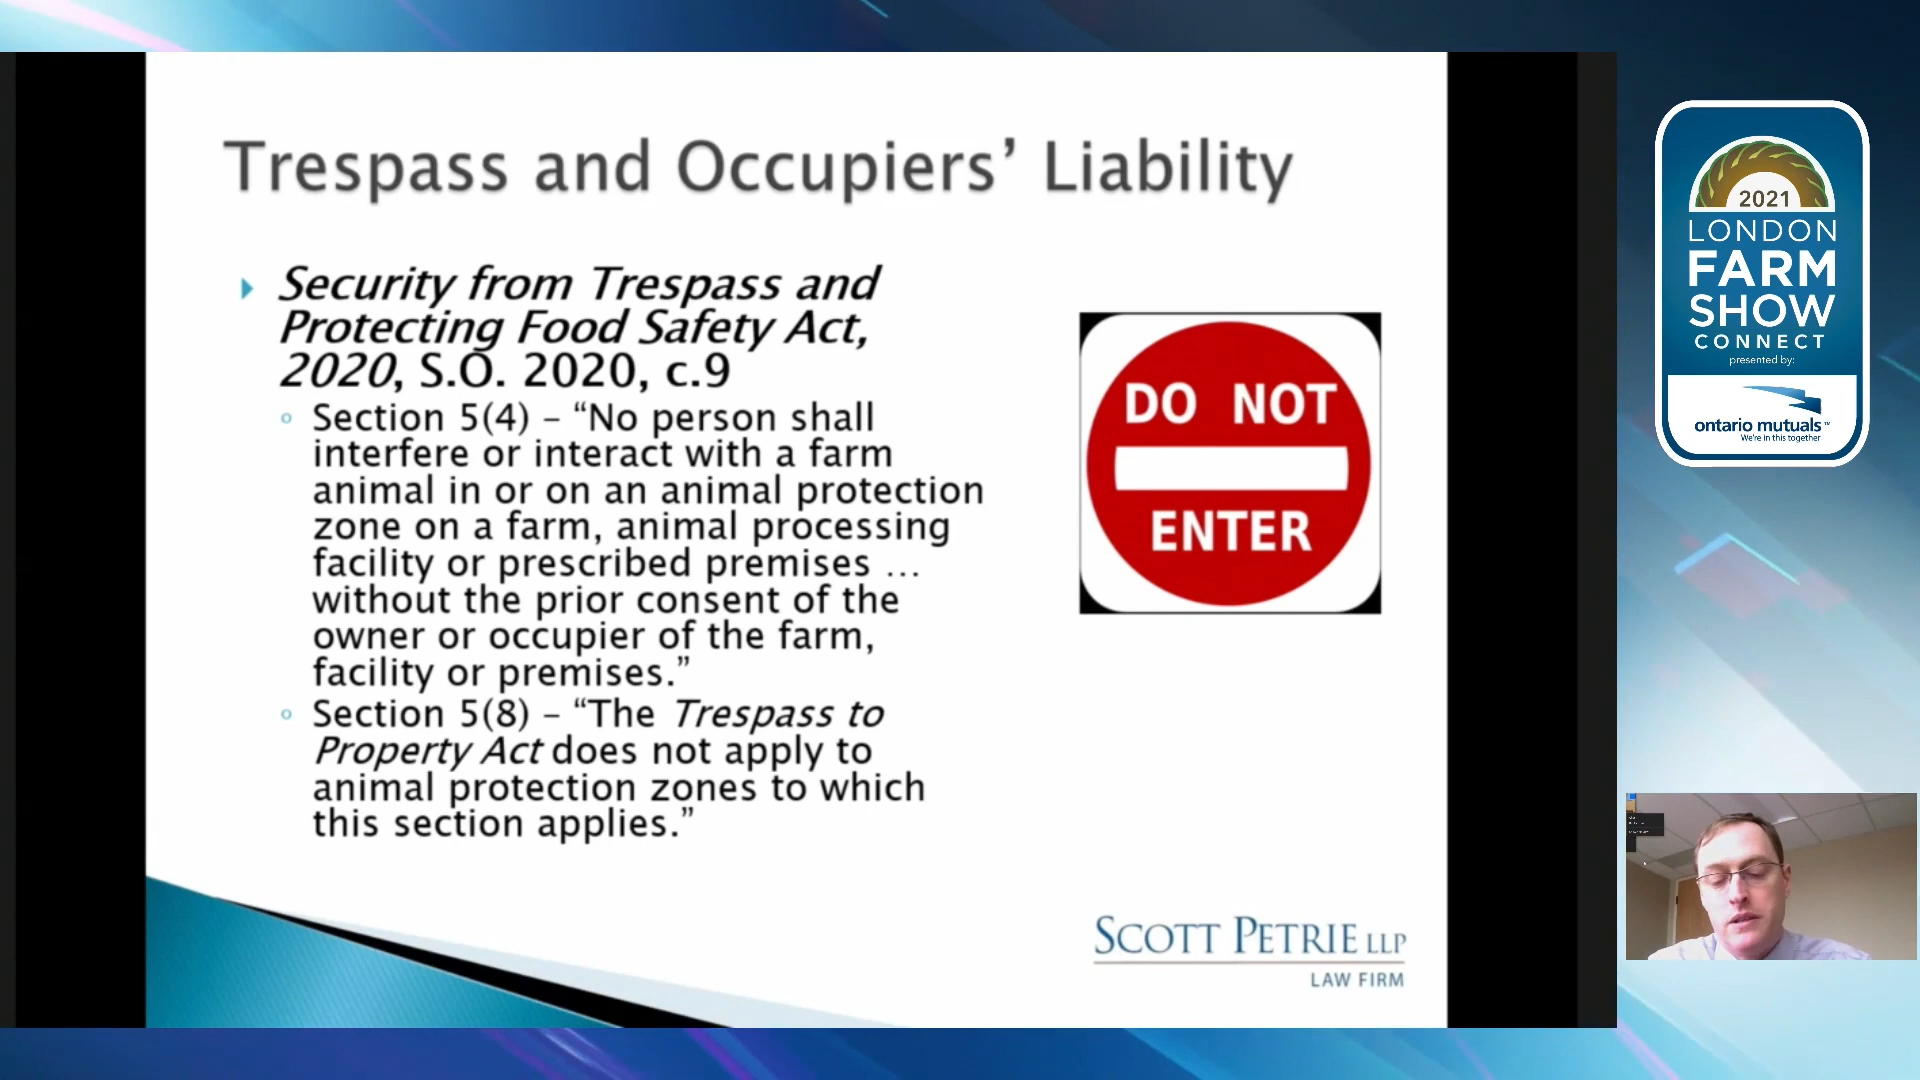 Trespass and Occupiers’ Liability
Security from Trespass and
Protecting Food Safety Act,
2020, S.O. 2020, c.9
Section 5(4) – “No person shall
interfere or interact with a farm
animal in or on an animal protection
zone on a farm, animal processing
facility or prescribed premises …
without the prior consent of the
owner or occupier of the farm,
facility or premises.”
Section 5(8) – “The Trespass to
Property Act does not apply to
animal protection zones to which
this section applies.”
DO NOT
ENTER
SCOTT PETRIE LLP
LAW FIRM
2021
LONDON
FARM
SHOW
CONNECT
presented by:
ontario mutuals™
We're in this together